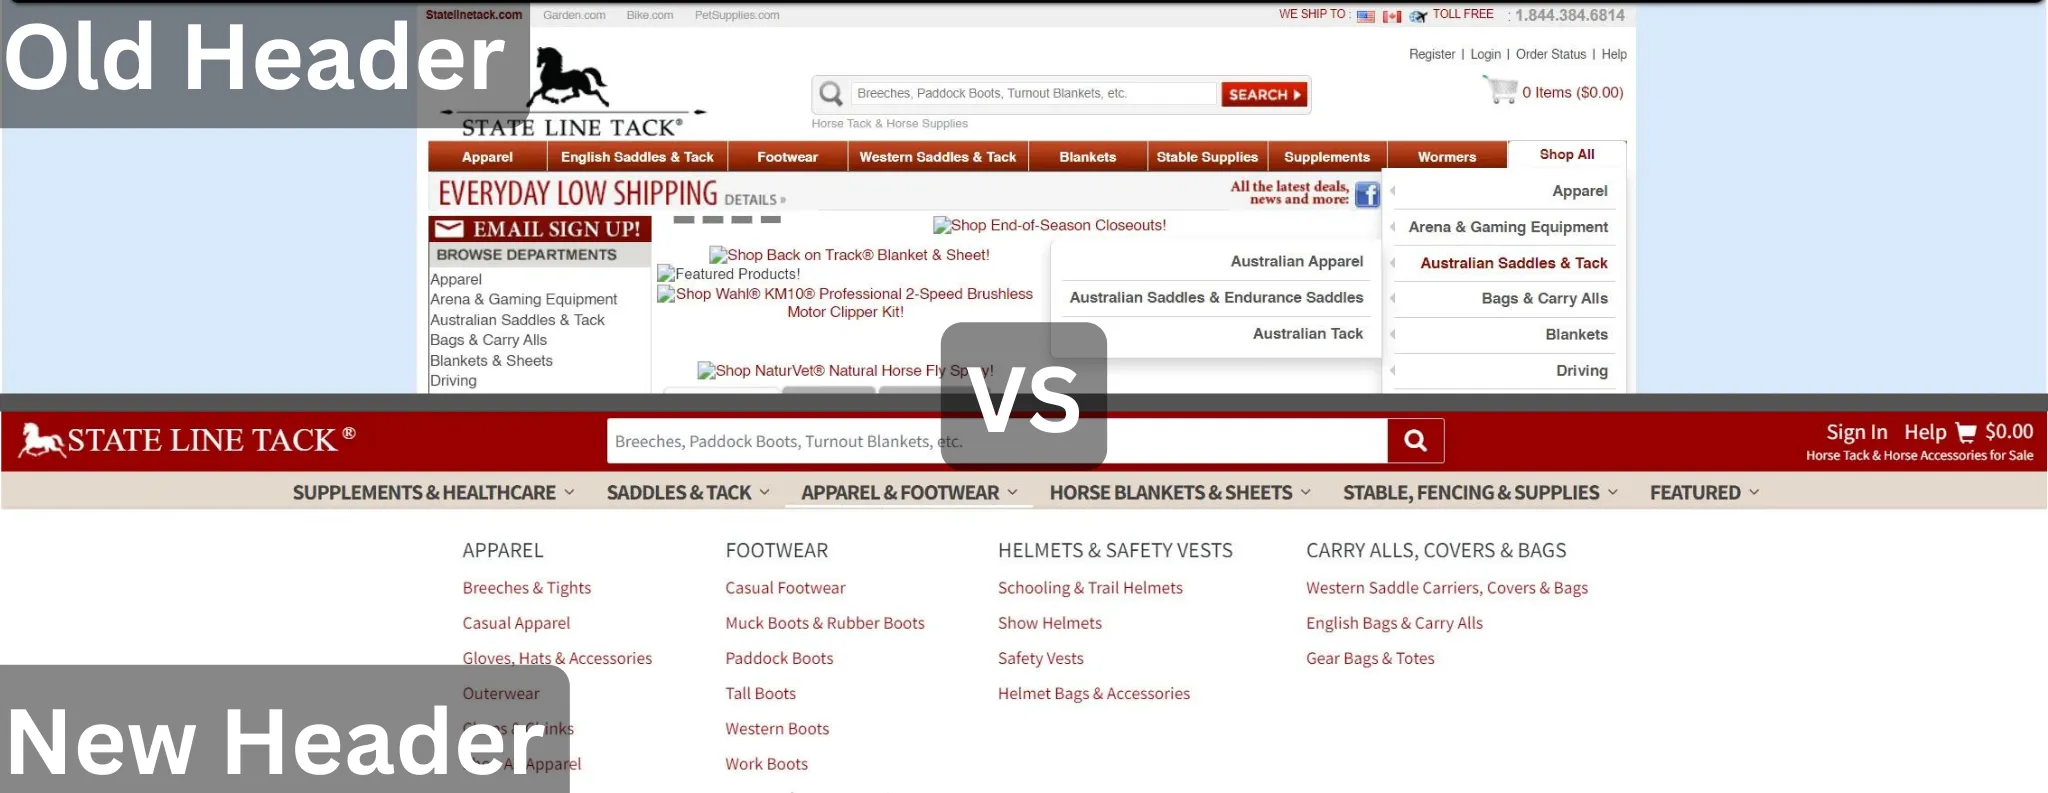 Old Header
Statelinetack.com Garden.com Bike.com PetSupplies.com
WE SHIP TO : TOLL FREE : 1.844.384.6814
Register | Login | Order Status | Help
STATE LINE TACK®
Breeches, Paddock Boots, Turnout Blankets, etc. SEARCH
0 Items ($0.00)
Horse Tack & Horse Supplies
Apparel English Saddles & Tack Footwear Western Saddles & Tack Blankets Stable Supplies Supplements Wormers Shop All
EVERYDAY LOW SHIPPING DETAILS »
All the latest deals,
news and more: f
EMAIL SIGN UP!
BROWSE DEPARTMENTS
Apparel
Arena & Gaming Equipment
Australian Saddles & Tack
Bags & Carry Alls
Blankets & Sheets
Driving
Shop End-of-Season Closeouts!
Shop Back on Track® Blanket & Sheet!
Featured Products!
Shop Wahl® KM10® Professional 2-Speed Brushless
Motor Clipper Kit!
Shop NaturVet® Natural Horse Fly Spray!
Australian Apparel
Australian Saddles & Endurance Saddles
Australian Tack
Apparel
Arena & Gaming Equipment
Australian Saddles & Tack
Bags & Carry Alls
Blankets
Driving
VS
STATE LINE TACK ®
Breeches, Paddock Boots, Turnout Blankets, etc.
Sign In Help $0.00
Horse Tack & Horse Accessories for Sale
SUPPLEMENTS & HEALTHCARE SADDLES & TACK APPAREL & FOOTWEAR HORSE BLANKETS & SHEETS STABLE, FENCING & SUPPLIES FEATURED
APPAREL
Breeches & Tights
Casual Apparel
Gloves, Hats & Accessories
Outerwear
Apparel
FOOTWEAR
Casual Footwear
Muck Boots & Rubber Boots
Paddock Boots
Tall Boots
Western Boots
Work Boots
HELMETS & SAFETY VESTS
Schooling & Trail Helmets
Show Helmets
Safety Vests
Helmet Bags & Accessories
CARRY ALLS, COVERS & BAGS
Western Saddle Carriers, Covers & Bags
English Bags & Carry Alls
Gear Bags & Totes
New Header